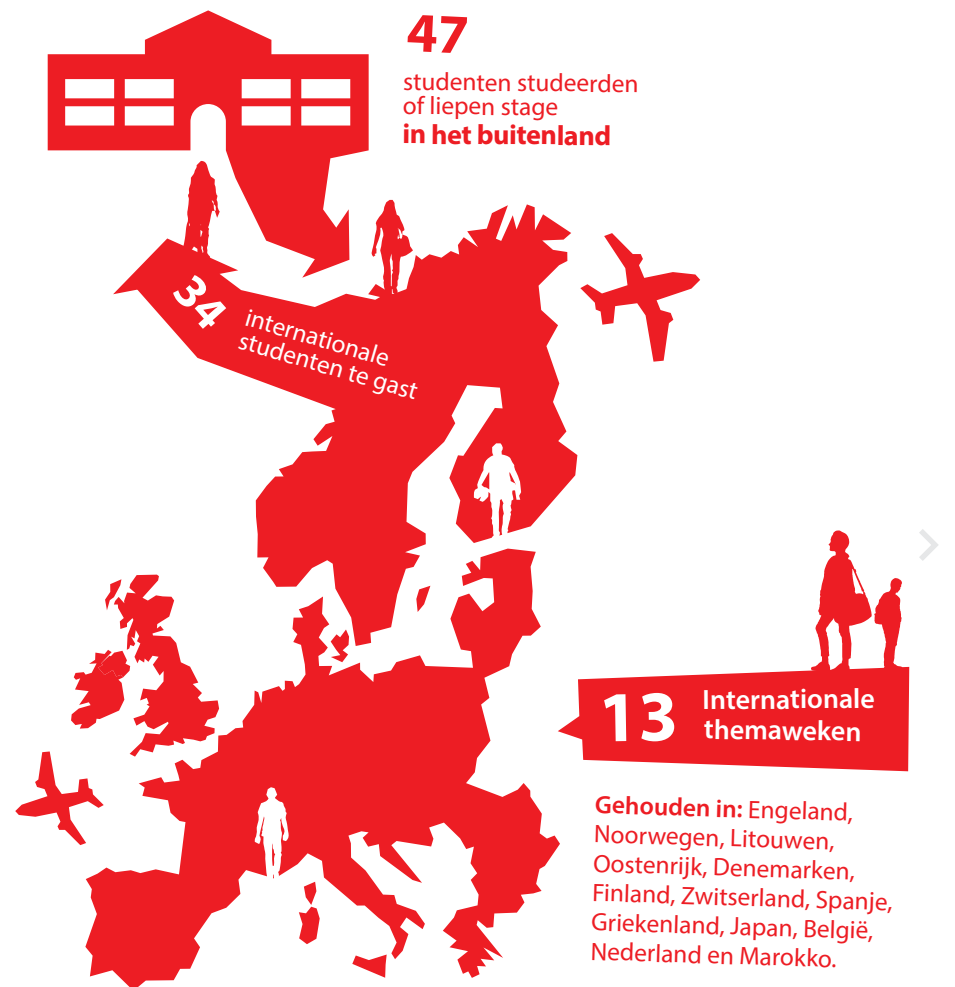 47
studenten studeerden
of liepen stage
in het buitenland
34
internationale
studenten te gast
13
Internationale
themaweken
Gehouden in: Engeland,
Noorwegen, Litouwen,
Oostenrijk, Denemarken,
Finland, Zwitserland, Spanje,
Griekenland, Japan, België,
Nederland en Marokko.